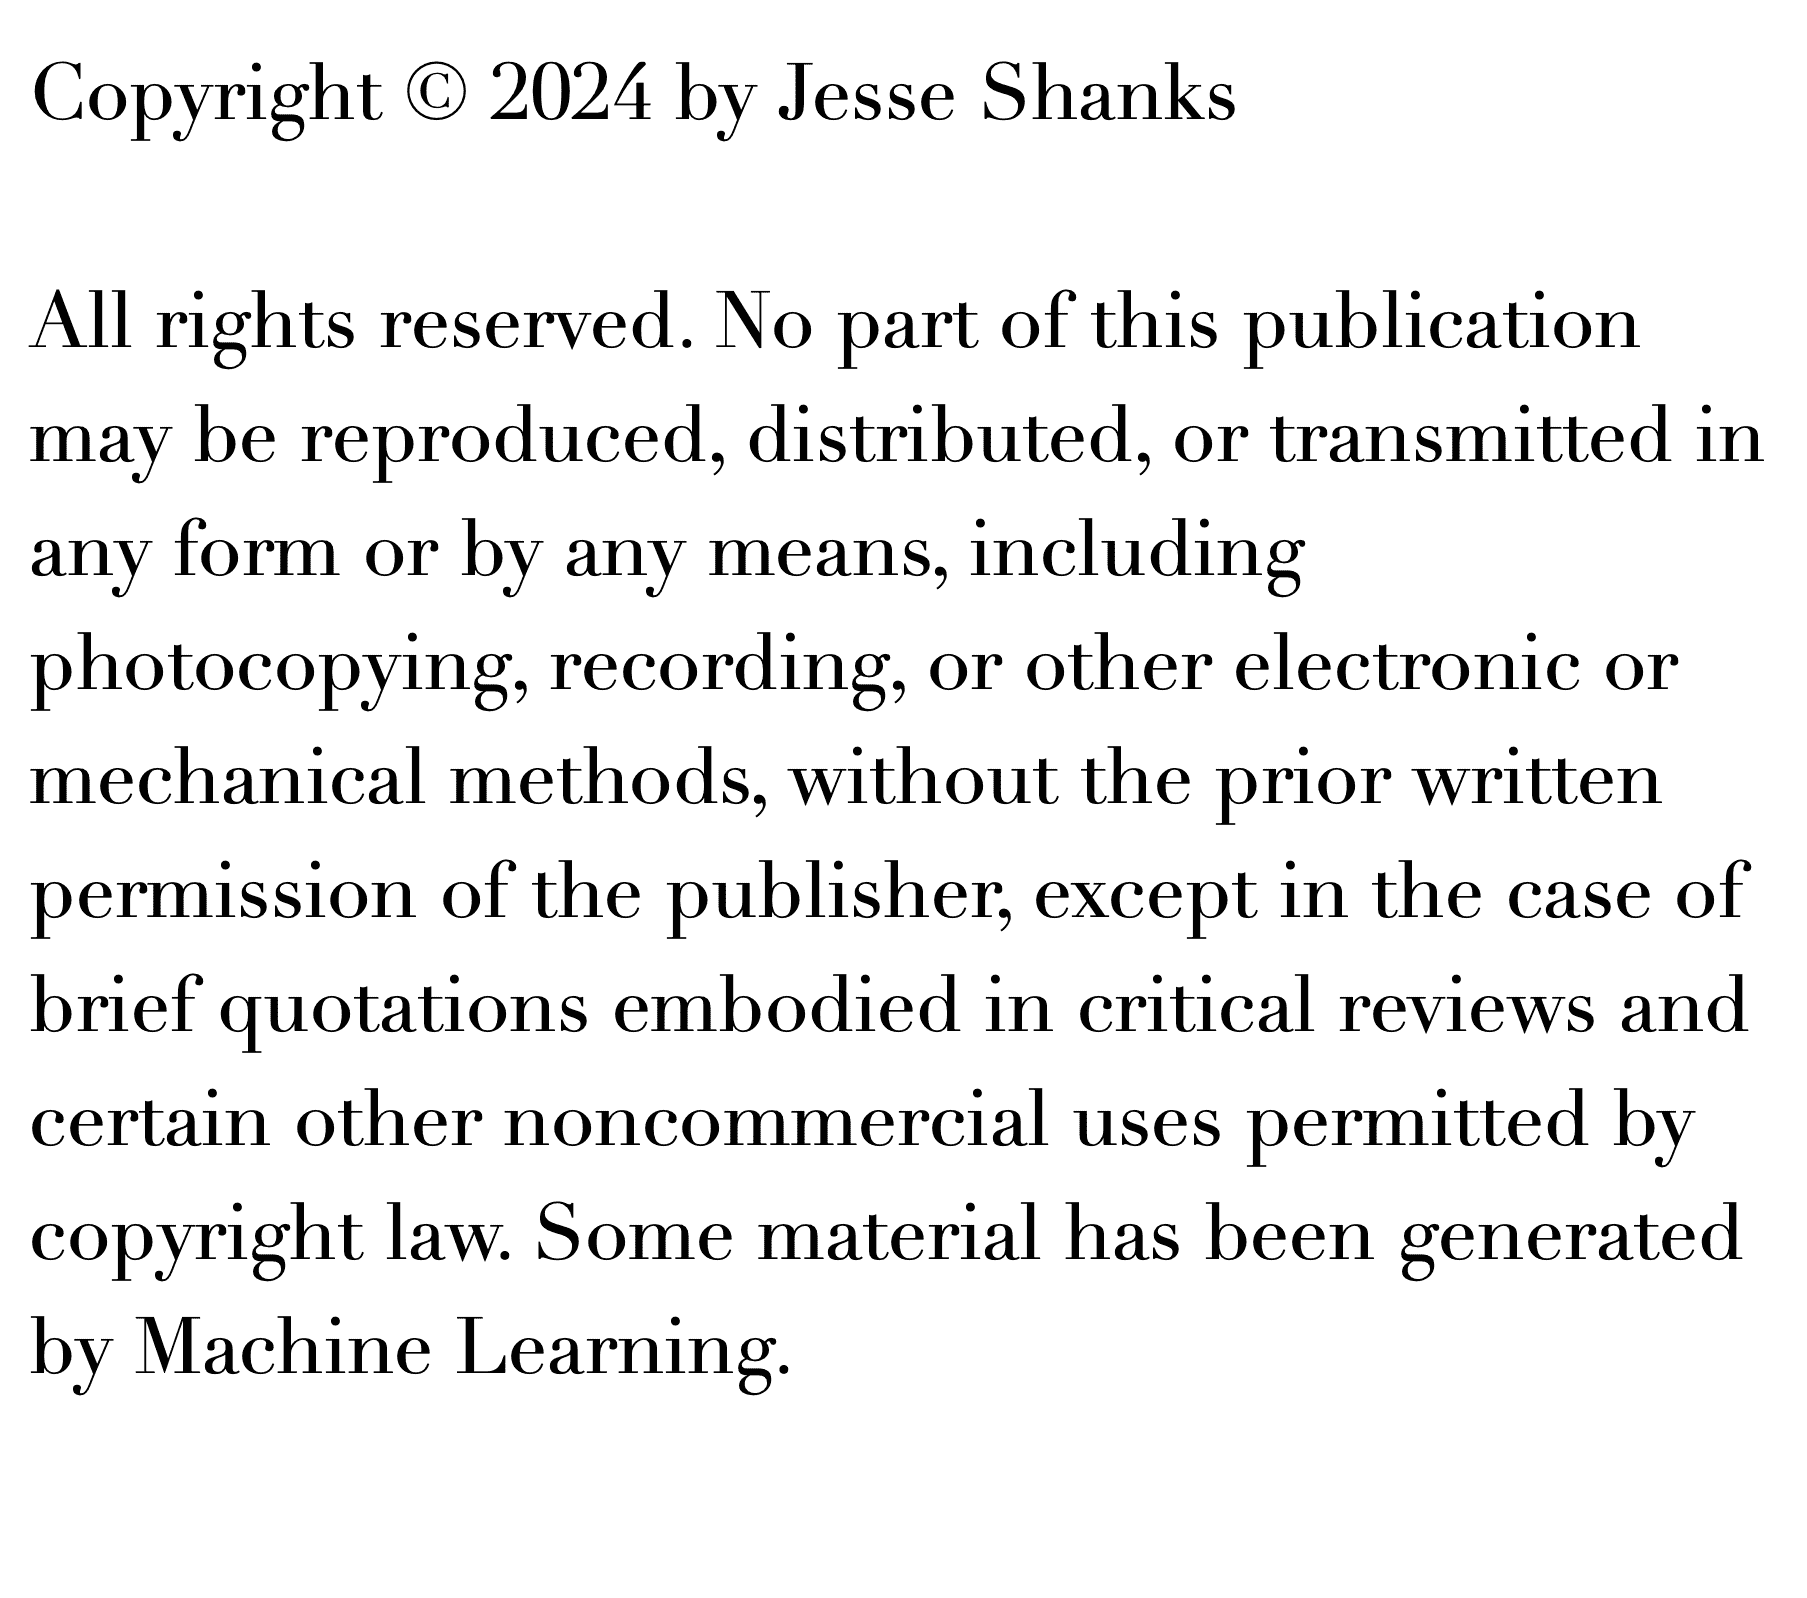 Copyright © 2024 by Jesse Shanks
All rights reserved. No part of this publication
may be reproduced, distributed, or transmitted in
any form or by any means, including
photocopying, recording, or other electronic or
mechanical methods, without the prior written
permission of the publisher, except in the case of
brief quotations embodied in critical reviews and
certain other noncommercial uses permitted by
copyright law. Some material has been generated
by Machine Learning.